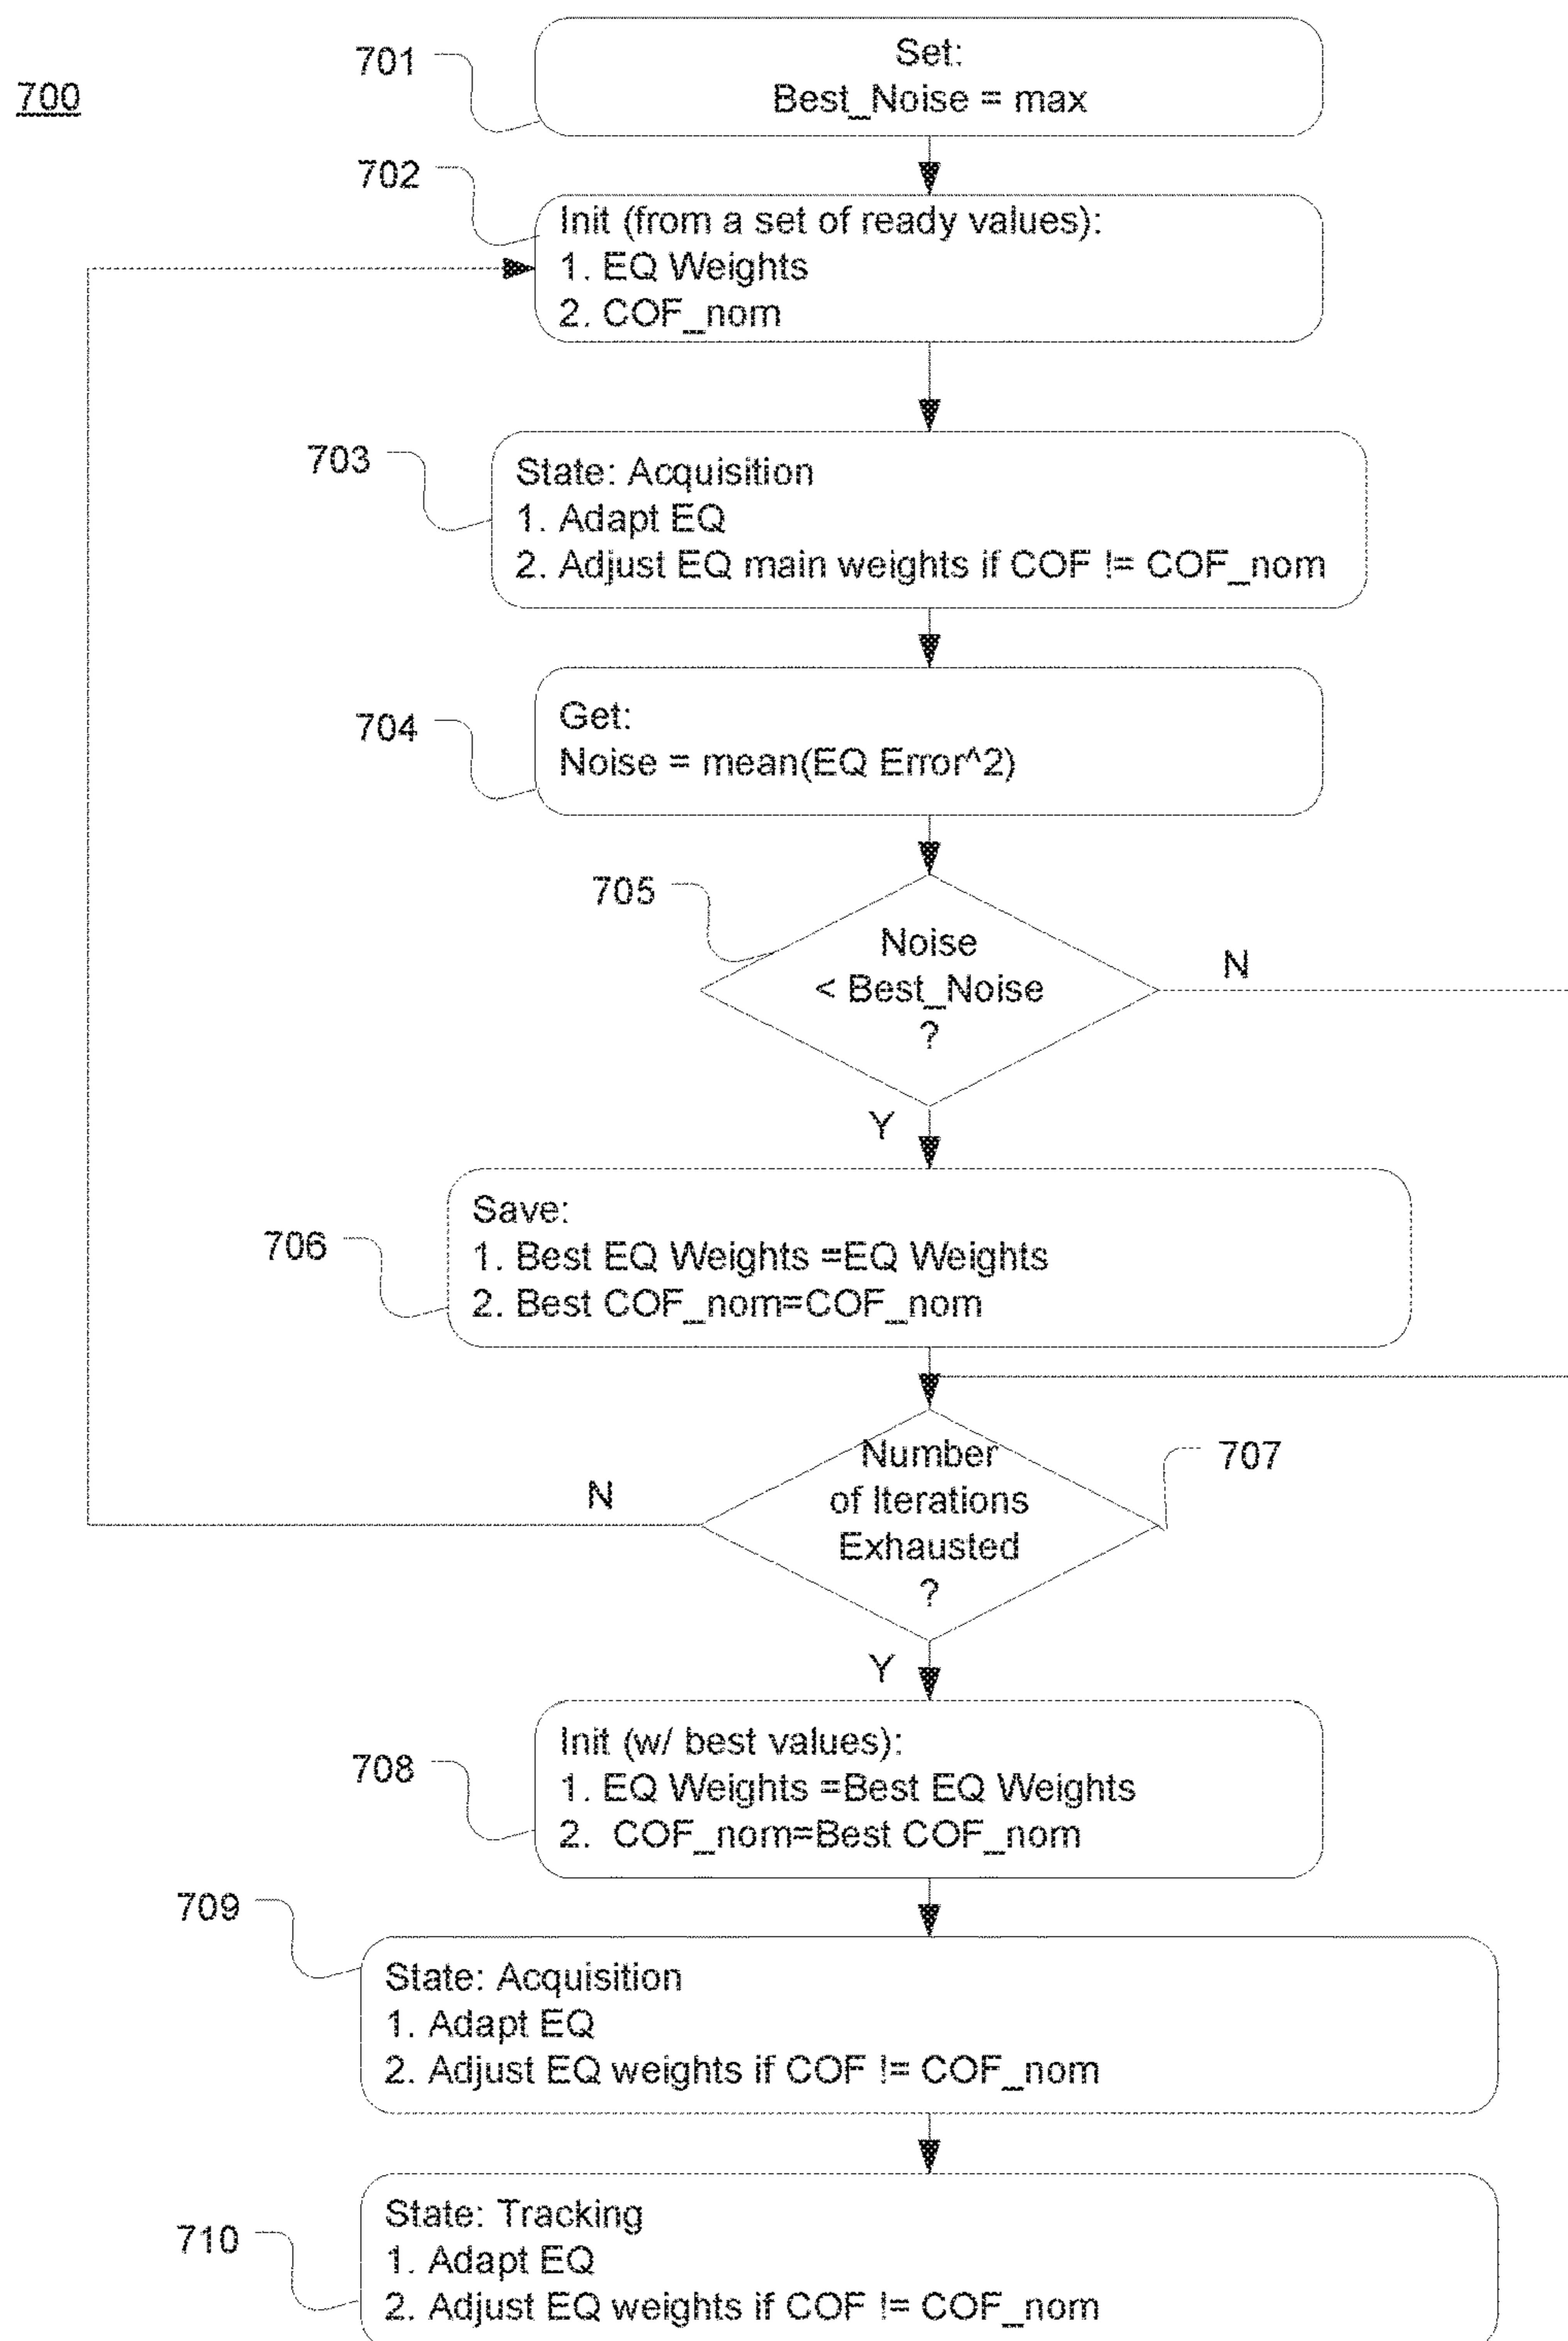 700
701
Set:
Best_Noise = max
702
Init (from a set of ready values):
1. EQ Weights
2. COF_nom
703
State: Acquisition
1. Adapt EQ
2. Adjust EQ main weights if COF != COF_nom
704
Get:
Noise = mean(EQ Error^2)
705
Noise
< Best_Noise
?
N
Y
706
Save:
1. Best EQ Weights =EQ Weights
2. Best COF_nom=COF_nom
707
Number
of Iterations
Exhausted
?
N
Y
708
Init (w/ best values):
1. EQ Weights =Best EQ Weights
2. COF_nom=Best COF_nom
709
State: Acquisition
1. Adapt EQ
2. Adjust EQ weights if COF != COF_nom
710
State: Tracking
1. Adapt EQ
2. Adjust EQ weights if COF != COF_nom